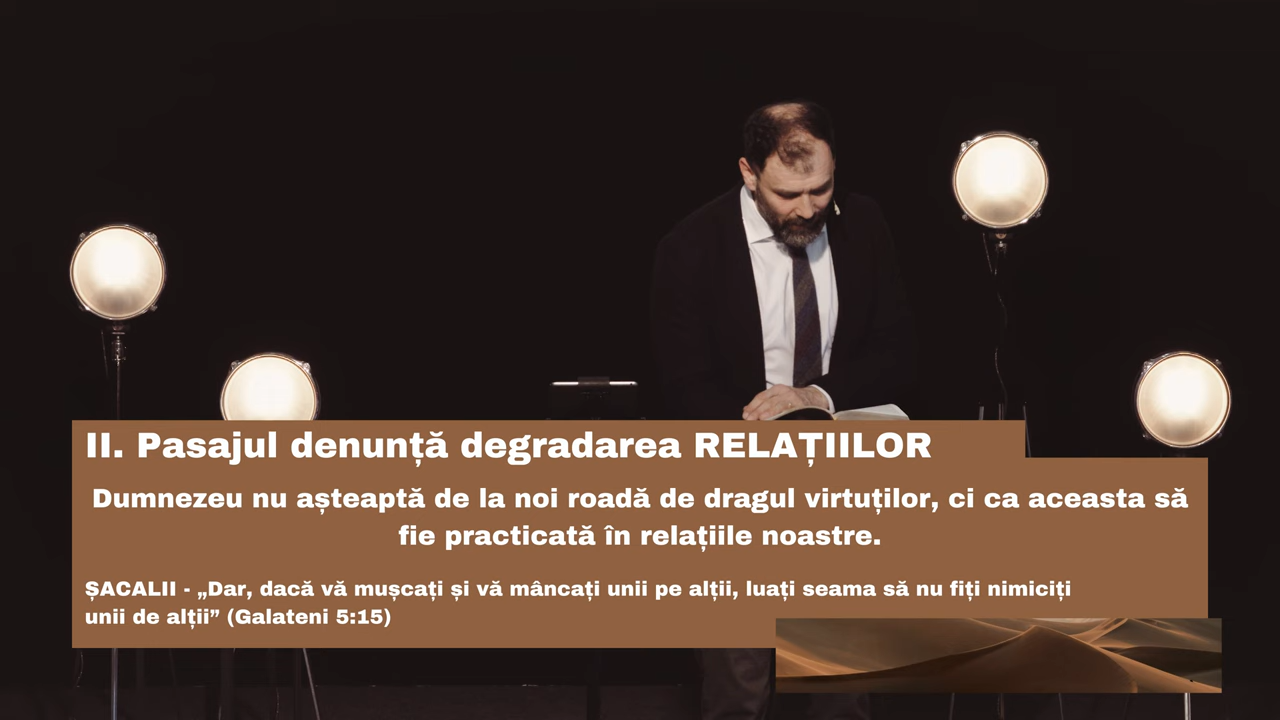 II. Pasajul denunță degradarea RELAȚIILOR
Dumnezeu nu așteaptă de la noi roadă de dragul virtuților, ci ca aceasta să
fie practicată în relațiile noastre.
ȘACALII - „Dar, dacă vă mușcați și vă mâncați unii pe alții, luați seama să nu fiți nimiciți
unii de alții” (Galateni 5:15)